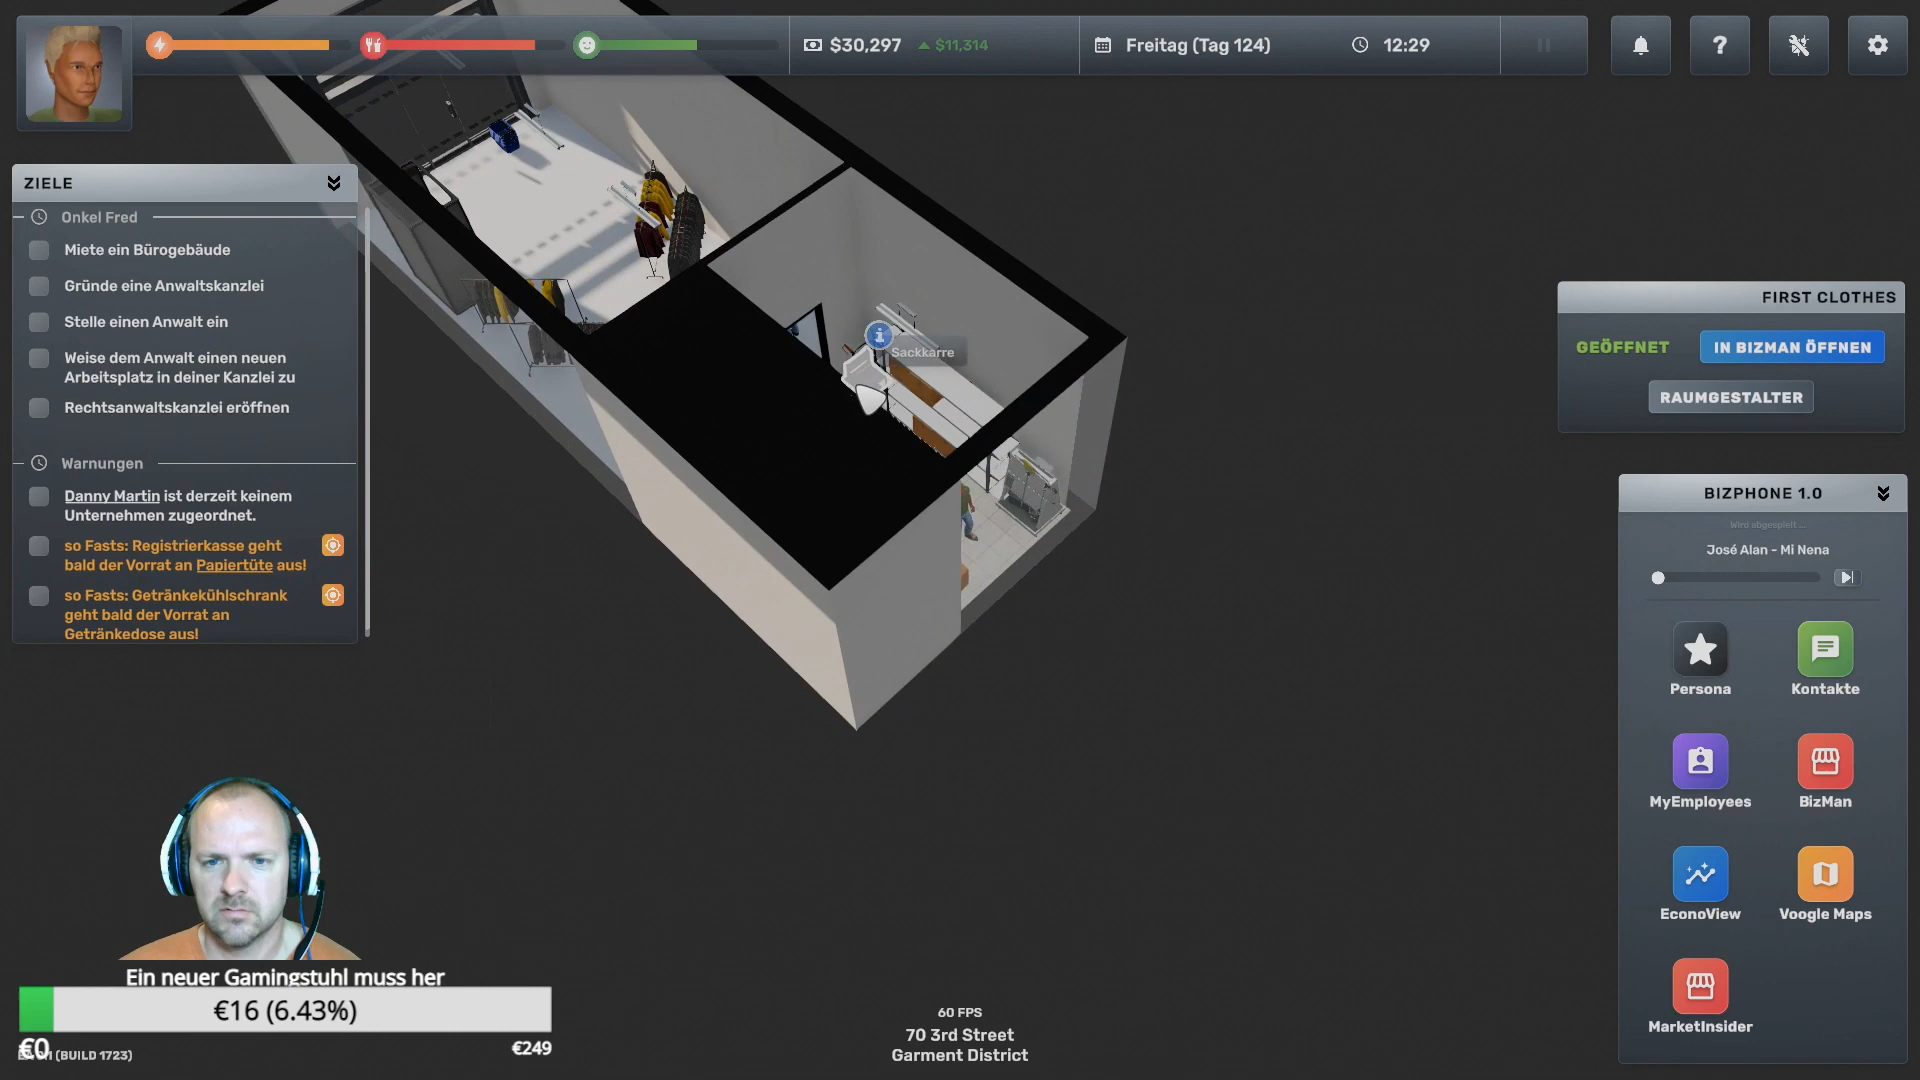 $30,297
$11,314
Freitag (Tag 124)
12:29
ZIELE
Onkel Fred
Miete ein Bürogebäude
Gründe eine Anwaltskanzlei
Stelle einen Anwalt ein
Weise dem Anwalt einen neuen
Arbeitsplatz in deiner Kanzlei zu
Rechtsanwaltskanzlei eröffnen
Warnungen
Danny Martin ist derzeit keinem
Unternehmen zugeordnet.
so Fasts: Registrierkasse geht
bald der Vorrat an Papiertüte aus!
so Fasts: Getränkekühlschrank
geht bald der Vorrat an
Getränkedose aus!
Sackkarre
FIRST CLOTHES
GEÖFFNET
IN BIZMAN ÖFFNEN
RAUMGESTALTER
BIZPHONE 1.0
Wird abgespielt ...
José Alan - Mi Nena
Persona
Kontakte
MyEmployees
BizMan
EconoView
Voogle Maps
MarketInsider
Ein neuer Gamingstuhl muss her
€16 (6.43%)
€0
€249
(BUILD 1723)
60 FPS
70 3rd Street
Garment District